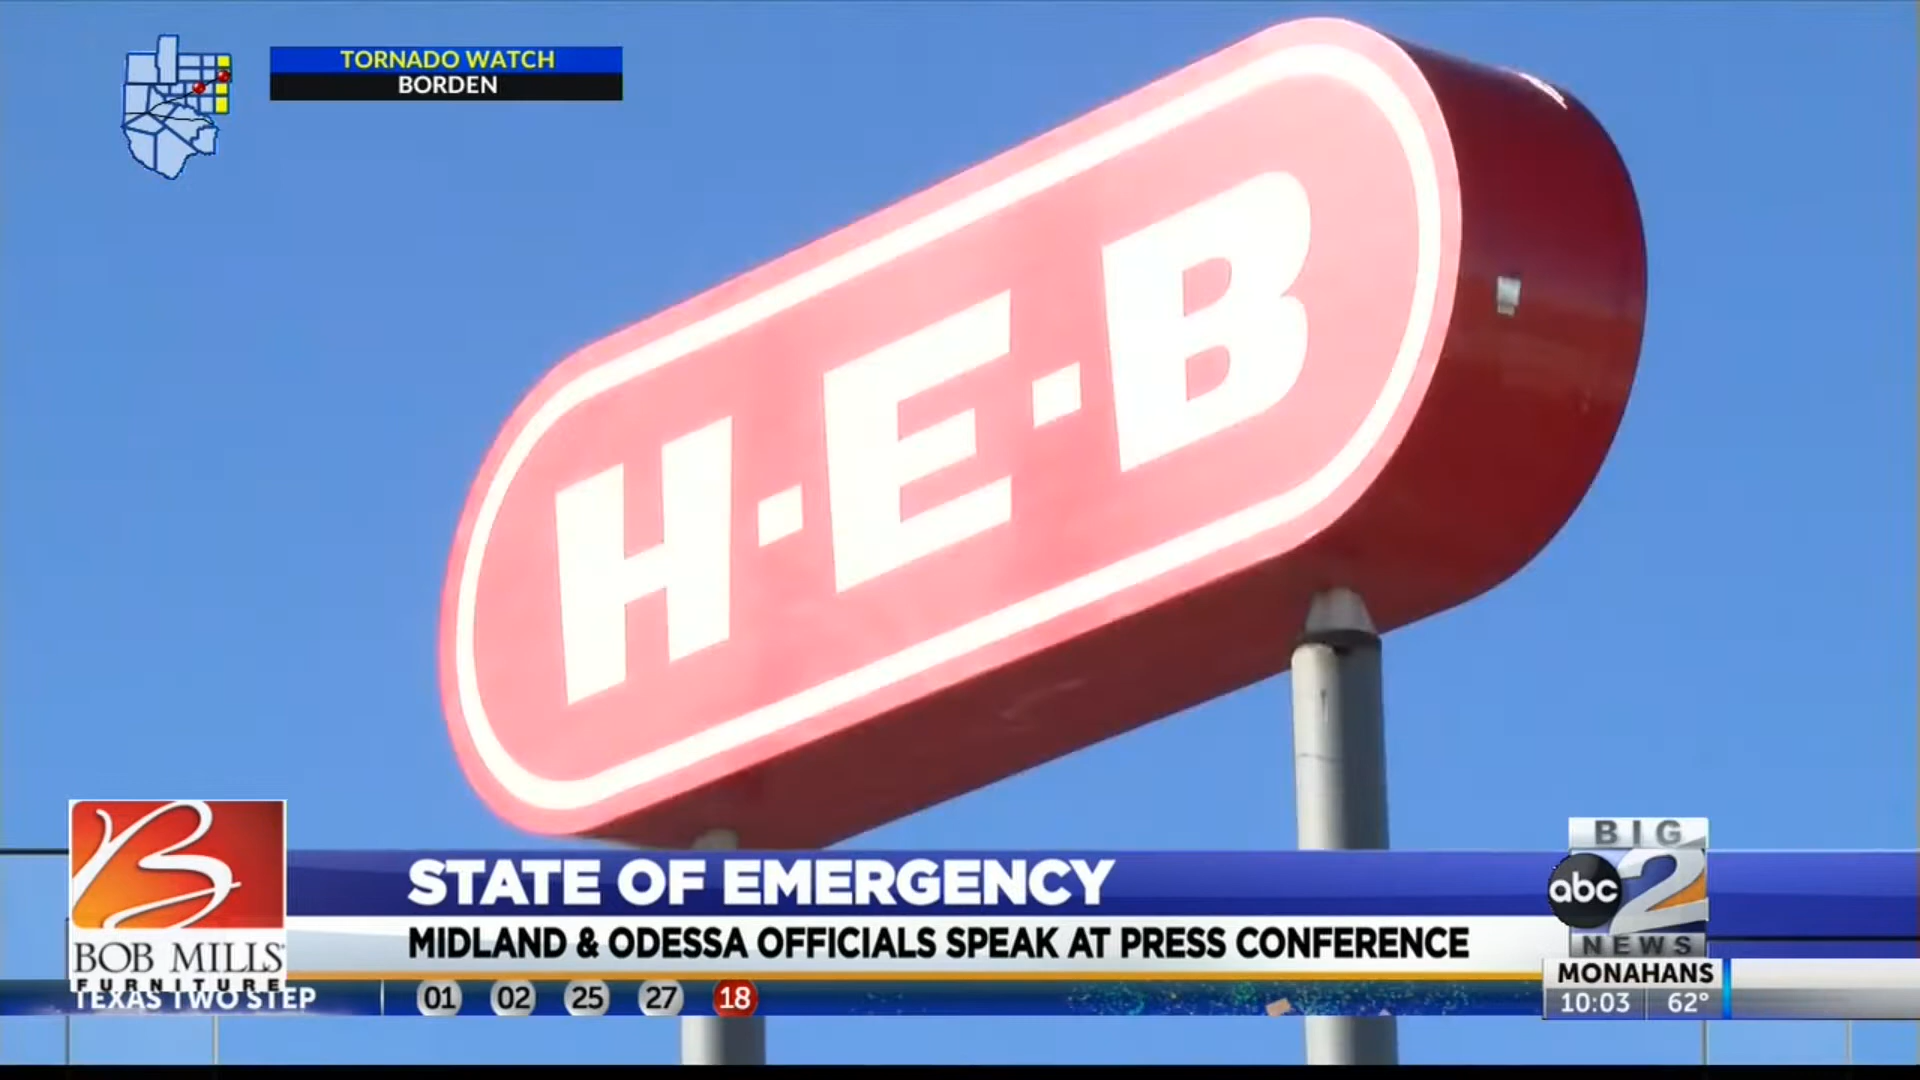 TORNADO WATCH
BORDEN
H·E·B
STATE OF EMERGENCY
MIDLAND & ODESSA OFFICIALS SPEAK AT PRESS CONFERENCE
BOB MILLS
FURNITURE
TEXAS TWO STEP 01 02 25 27 18
BIG
abc 2
NEWS
MONAHANS
10:03 62°